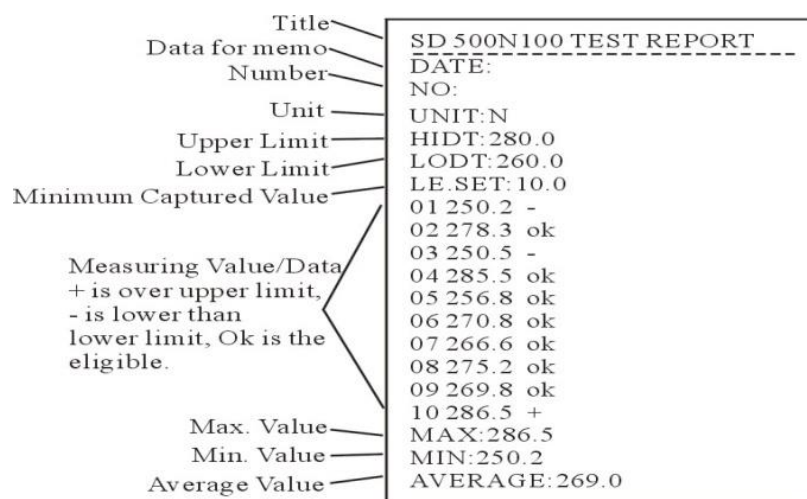 Title
Data for memo
Number
Unit
Upper Limit
Lower Limit
Minimum Captured Value
Measuring Value/Data
+ is over upper limit,
- is lower than
lower limit, Ok is the
eligible.
Max. Value
Min. Value
Average Value
SD 500N100 TEST REPORT
DATE:
NO:
UNIT:N
HIDT:280.0
LODT:260.0
LE.SET:10.0
01 250.2 -
02 278.3 ok
03 250.5 -
04 285.5 ok
05 256.8 ok
06 270.8 ok
07 266.6 ok
08 275.2 ok
09 269.8 ok
10 286.5 +
MAX:286.5
MIN:250.2
AVERAGE:269.0